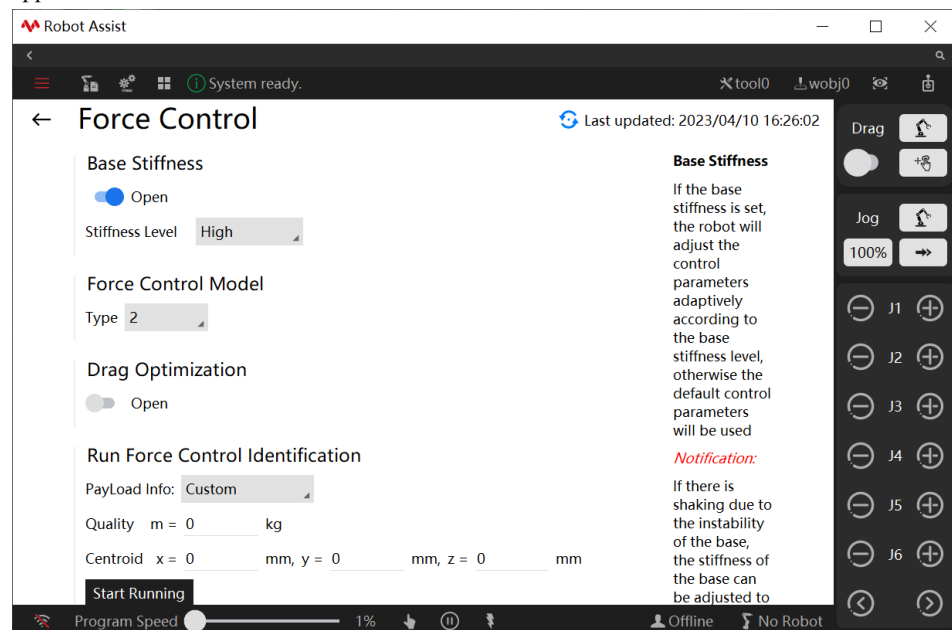 Robot Assist
System ready.
tool0
wobj0
Force Control
Last updated: 2023/04/10 16:26:02
Base Stiffness
Open
Stiffness Level High
Force Control Model
Type 2
Drag Optimization
Open
Run Force Control Identification
PayLoad Info: Custom
Quality m = 0 kg
Centroid x = 0 mm, y = 0 mm, z = 0 mm
Start Running
Base Stiffness
If the base
stiffness is set,
the robot will
adjust the
control
parameters
adaptively
according to
the base
stiffness level,
otherwise the
default control
parameters
will be used
Notification:
If there is
shaking due to
the instability
of the base,
the stiffness of
the base can
be adjusted to
Drag
Jog
100%
J1
J2
J3
J4
J5
J6
Program Speed 1%
Offline
No Robot